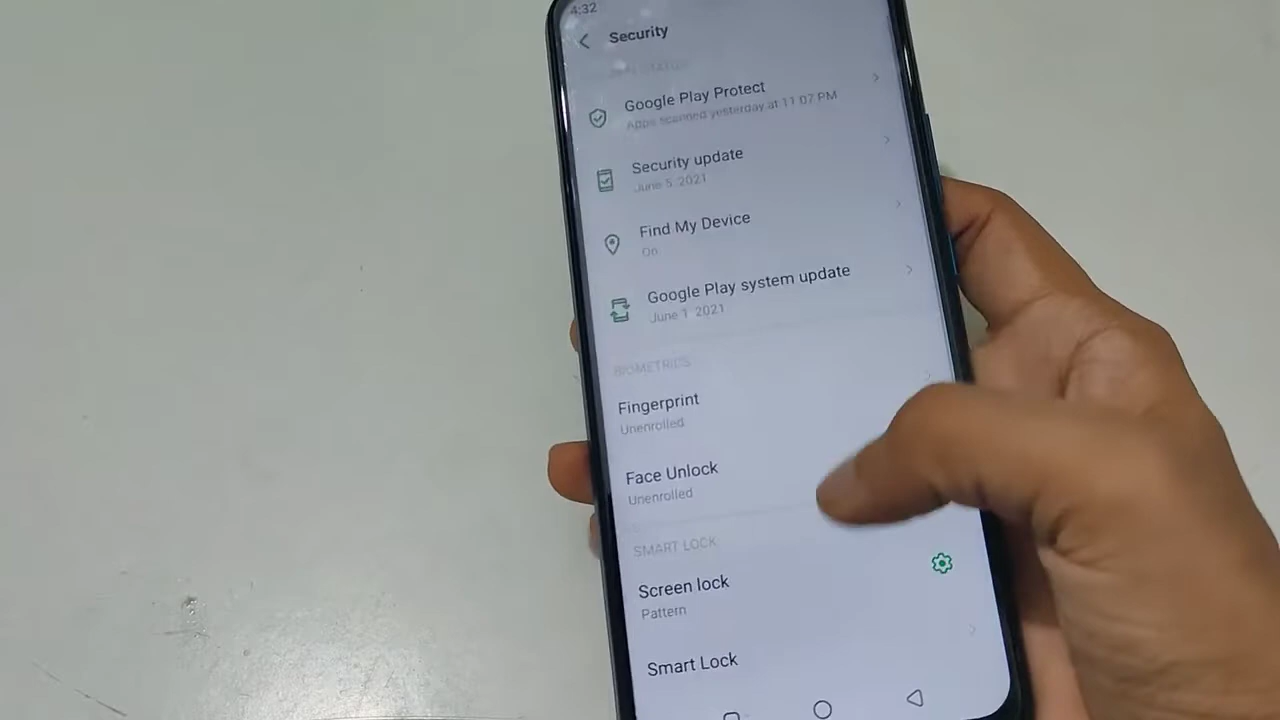 4:32
Security
Google Play Protect
Apps scanned yesterday at 11:07 PM
Security update
June 5, 2021
Find My Device
On
Google Play system update
June 1, 2021
BIOMETRICS
Fingerprint
Unenrolled
Face Unlock
Unenrolled
SMART LOCK
Screen lock
Pattern
Smart Lock